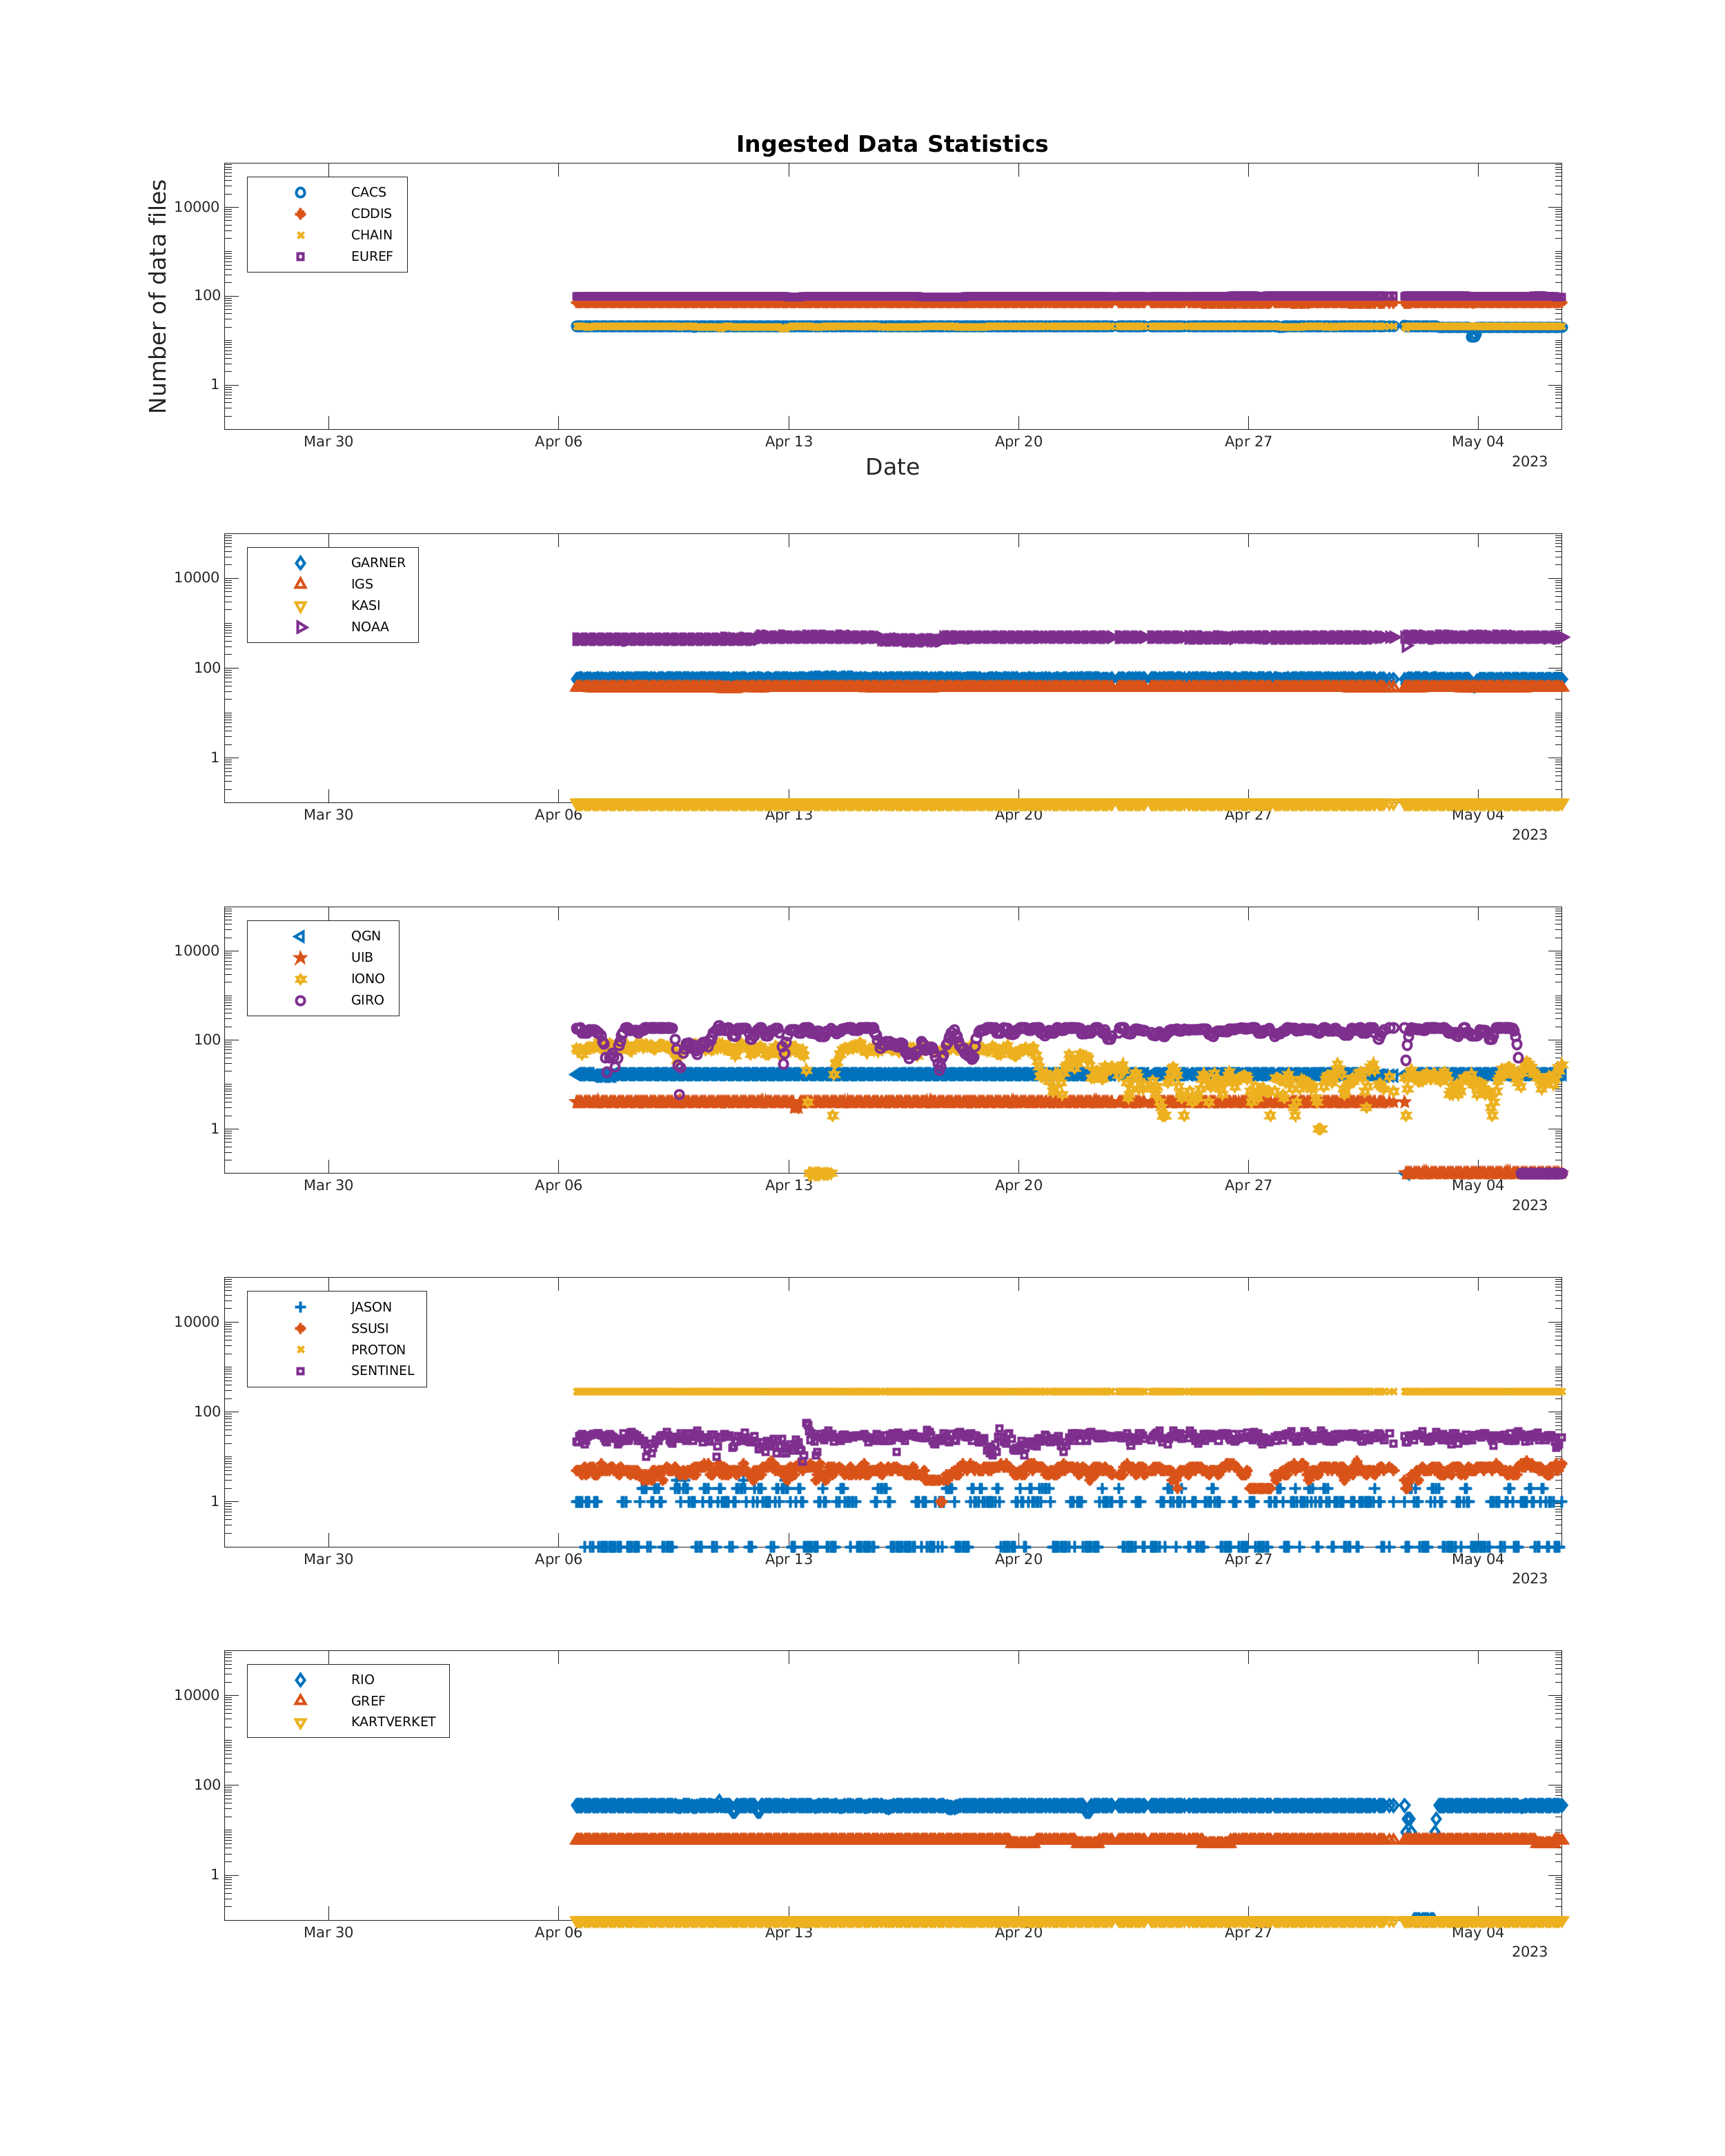 Ingested Data Statistics
Number of data files
10000
100
1
CACS
CDDIS
CHAIN
EUREF
Mar 30 Apr 06 Apr 13 Apr 20 Apr 27 May 04
2023
Date
10000
100
1
GARNER
IGS
KASI
NOAA
Mar 30 Apr 06 Apr 13 Apr 20 Apr 27 May 04
2023
10000
100
1
QGN
UIB
IONO
GIRO
Mar 30 Apr 06 Apr 13 Apr 20 Apr 27 May 04
2023
10000
100
1
JASON
SSUSI
PROTON
SENTINEL
Mar 30 Apr 06 Apr 13 Apr 20 Apr 27 May 04
2023
10000
100
1
RIO
GREF
KARTVERKET
Mar 30 Apr 06 Apr 13 Apr 20 Apr 27 May 04
2023